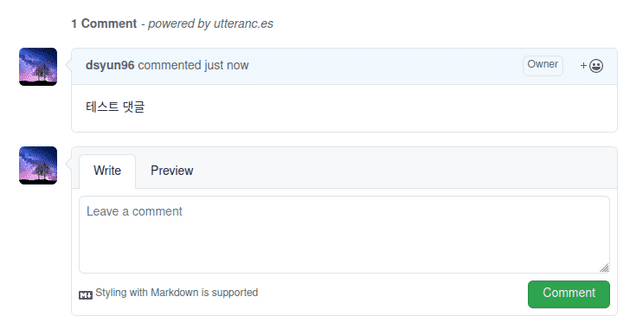 1 Comment - powered by utteranc.es
dsyun96 commented just now Owner +
테스트 댓글
Write Preview
Leave a comment
Styling with Markdown is supported Comment